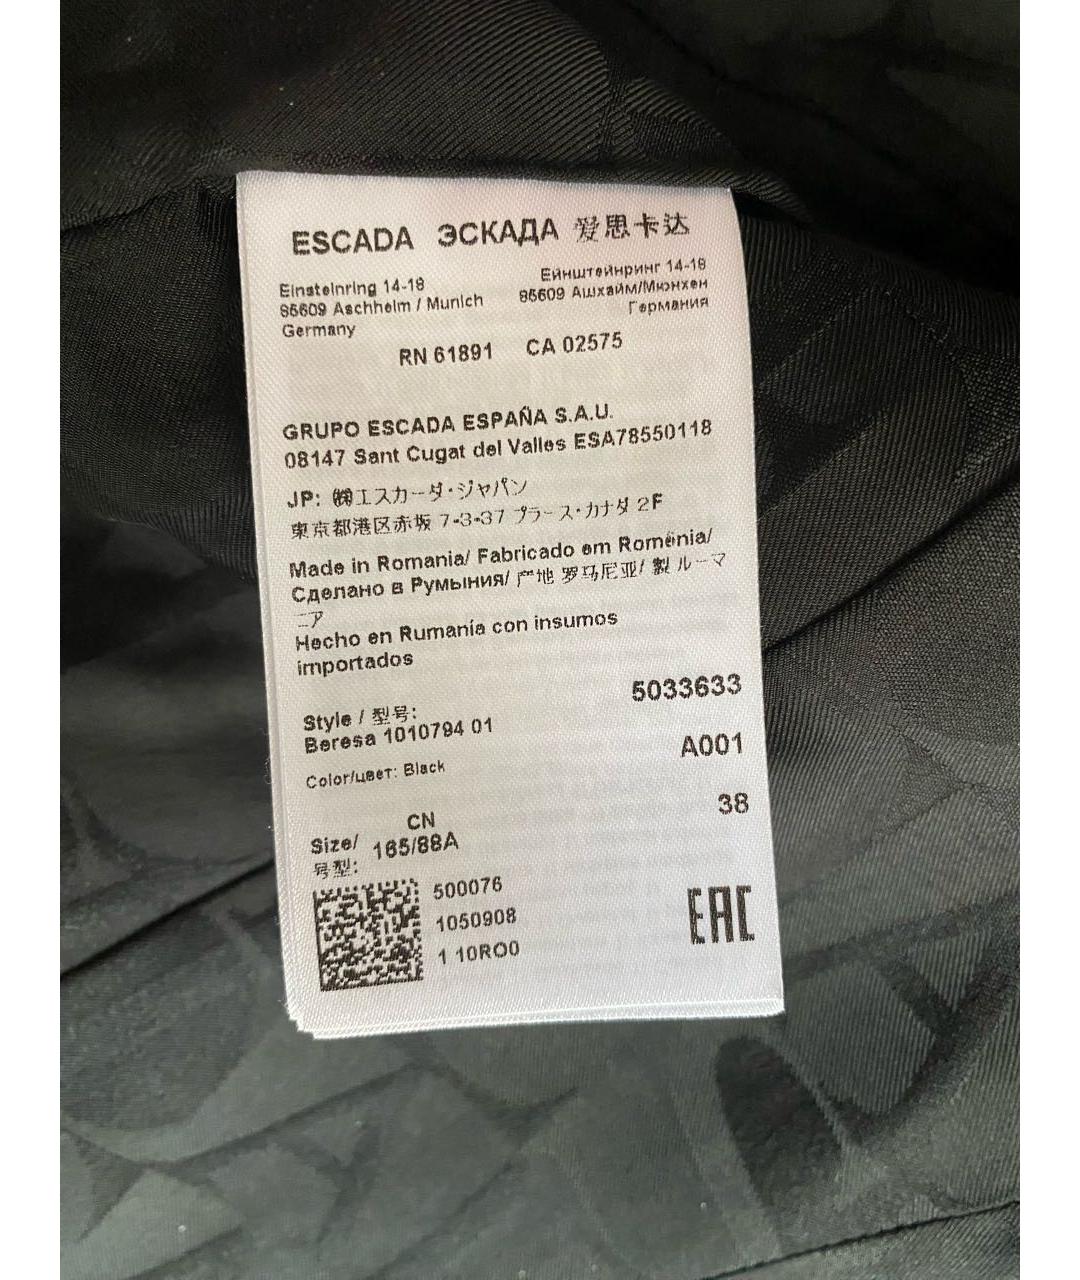 ESCADA ЭСКАДА 爱思卡达
Einsteinring 14-18
85609 Aschheim / Munich
Germany
Ейнштейнринг 14-18
85609 Ашхайм/Мюнхен
Германия
RN 61891 CA 02575
GRUPO ESCADA ESPAÑA S.A.U.
08147 Sant Cugat del Valles ESA78550118
JP: ㈱エスカーダ・ジャパン
東京都港区赤坂 7-3-37 プラース・カナダ 2F
Made in Romania/ Fabricado em Romênia/
Сделано в Румыния/ 产地 罗马尼亚/ 製 ルーマ
ニア
Hecho en Rumanía con insumos
importados
5033633
Style / 型号:
Beresa 1010794 01
A001
Color/цвет: Black
38
CN
Size/ 165/88A
号型:
500076
1050908
1 10RO0
EAC